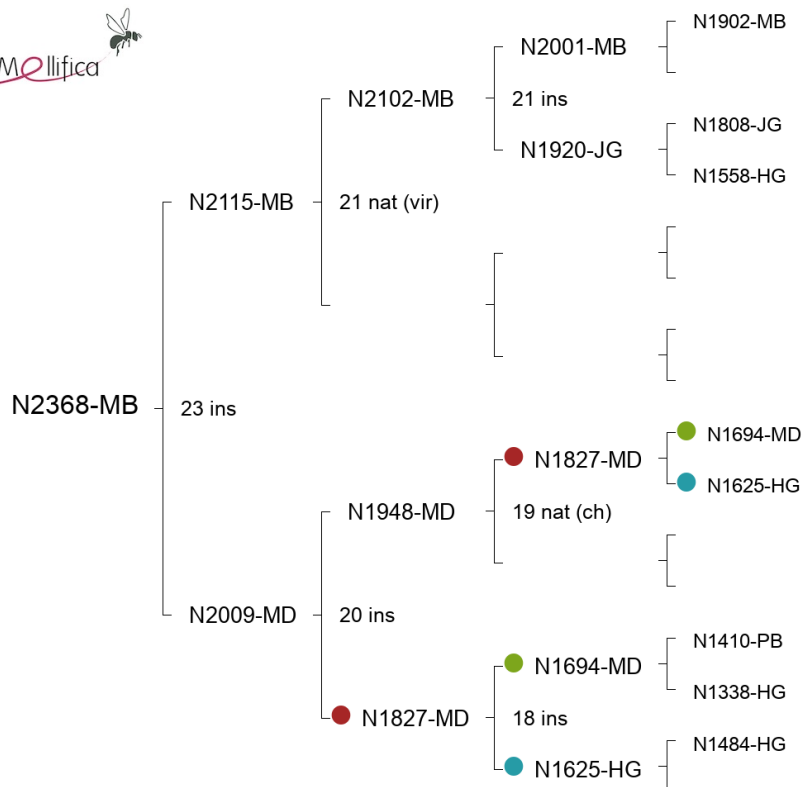 Mellifica
N1902-MB
N2001-MB
N2102-MB
21 ins
N1808-JG
N1920-JG
N1558-HG
N2115-MB
21 nat (vir)
N2368-MB
23 ins
N1694-MD
N1827-MD
N1625-HG
N1948-MD
19 nat (ch)
N2009-MD
20 ins
N1410-PB
N1694-MD
N1338-HG
N1827-MD
18 ins
N1484-HG
N1625-HG